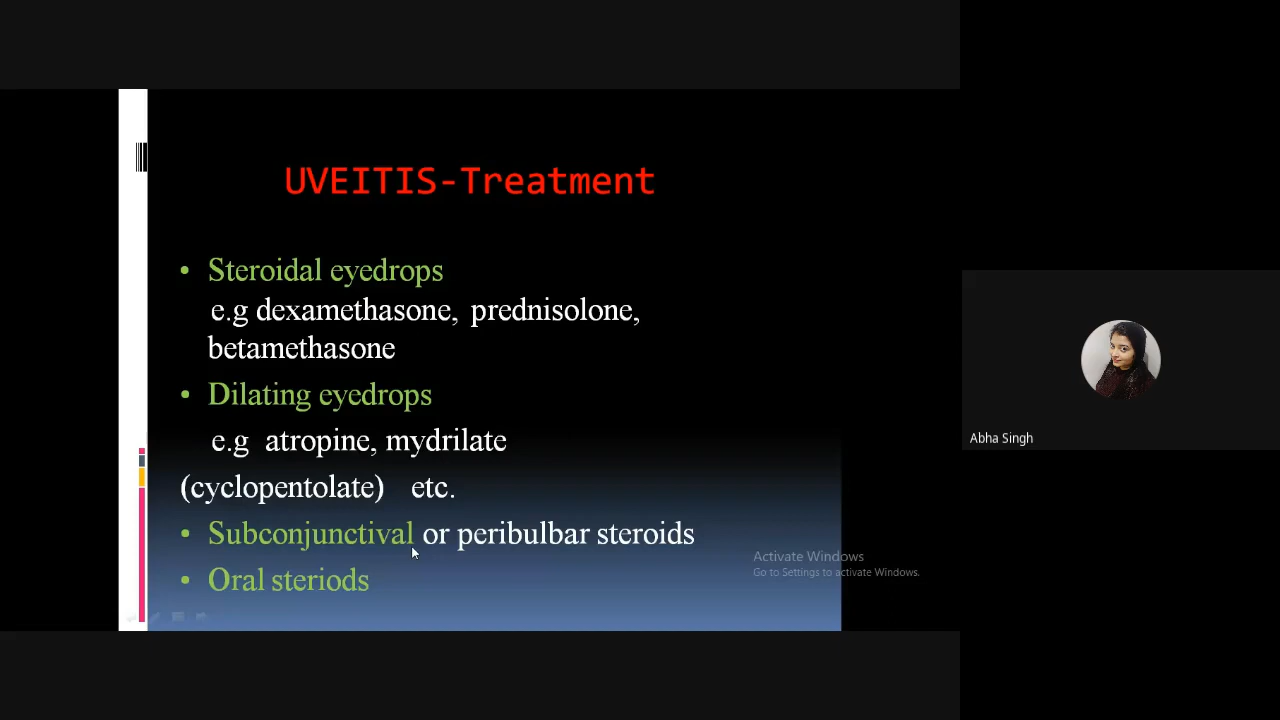 UVEITIS-Treatment
• Steroidal eyedrops
e.g dexamethasone, prednisolone,
betamethasone
• Dilating eyedrops
e.g atropine, mydrilate
(cyclopentolate) etc.
• Subconjunctival or peribulbar steroids
• Oral steriods
Activate Windows
Go to Settings to activate Windows.
Abha Singh